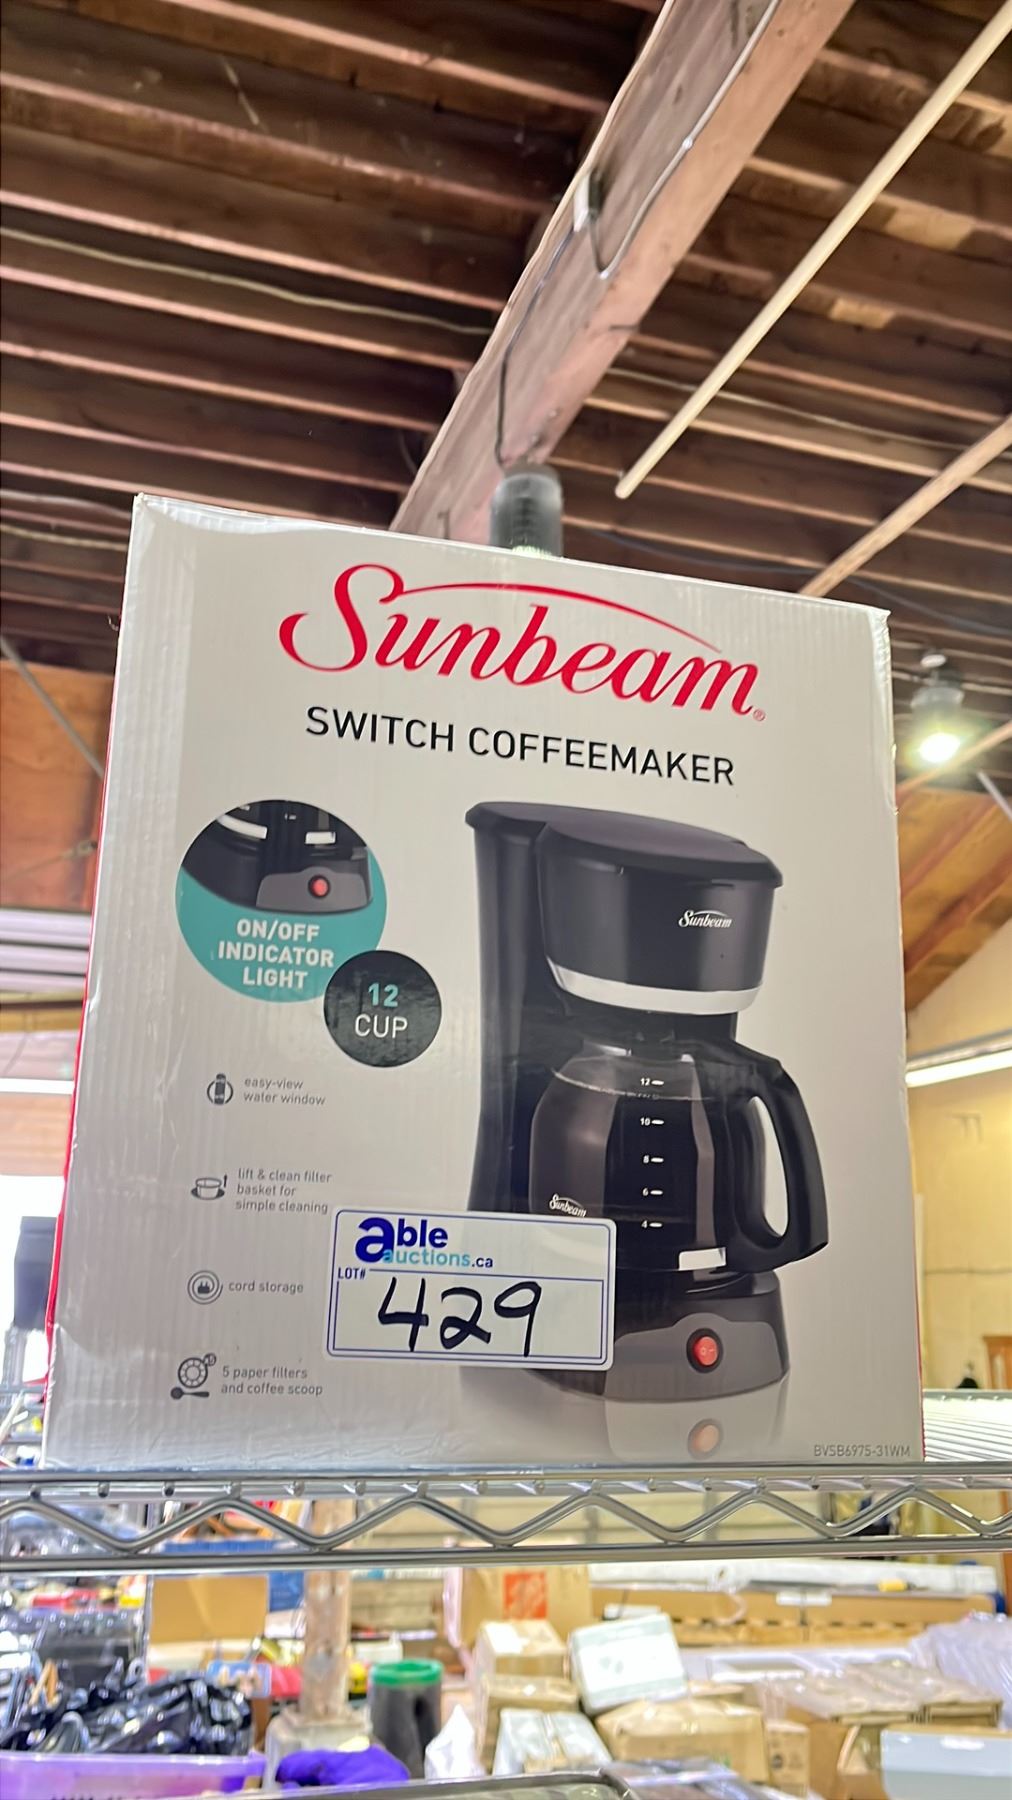 Sunbeam®
SWITCH COFFEEMAKER
Sunbeam
ON/OFF
INDICATOR
LIGHT
12
CUP
easy-view
water window
12
10
8
6
4
Sunbeam
lift & clean filter
basket for
simple cleaning
able
auctions.ca
LOT#
429
cord storage
x5
5 paper filters
and coffee scoop
BVSB6975-31WM